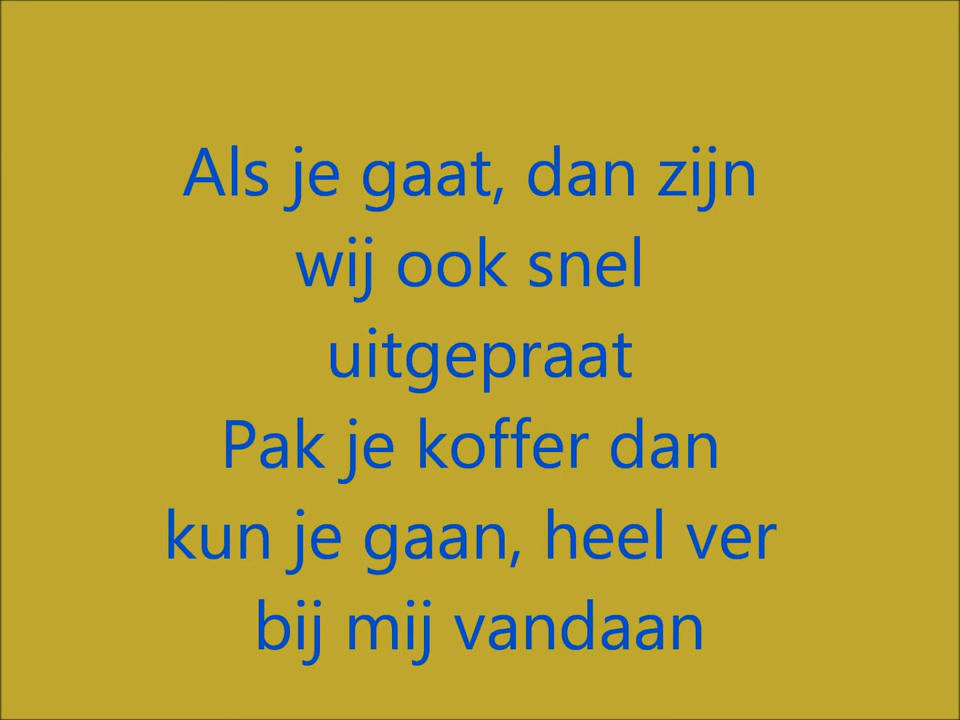 Als je gaat, dan zijn
wij ook snel
uitgepraat
Pak je koffer dan
kun je gaan, heel ver
bij mij vandaan